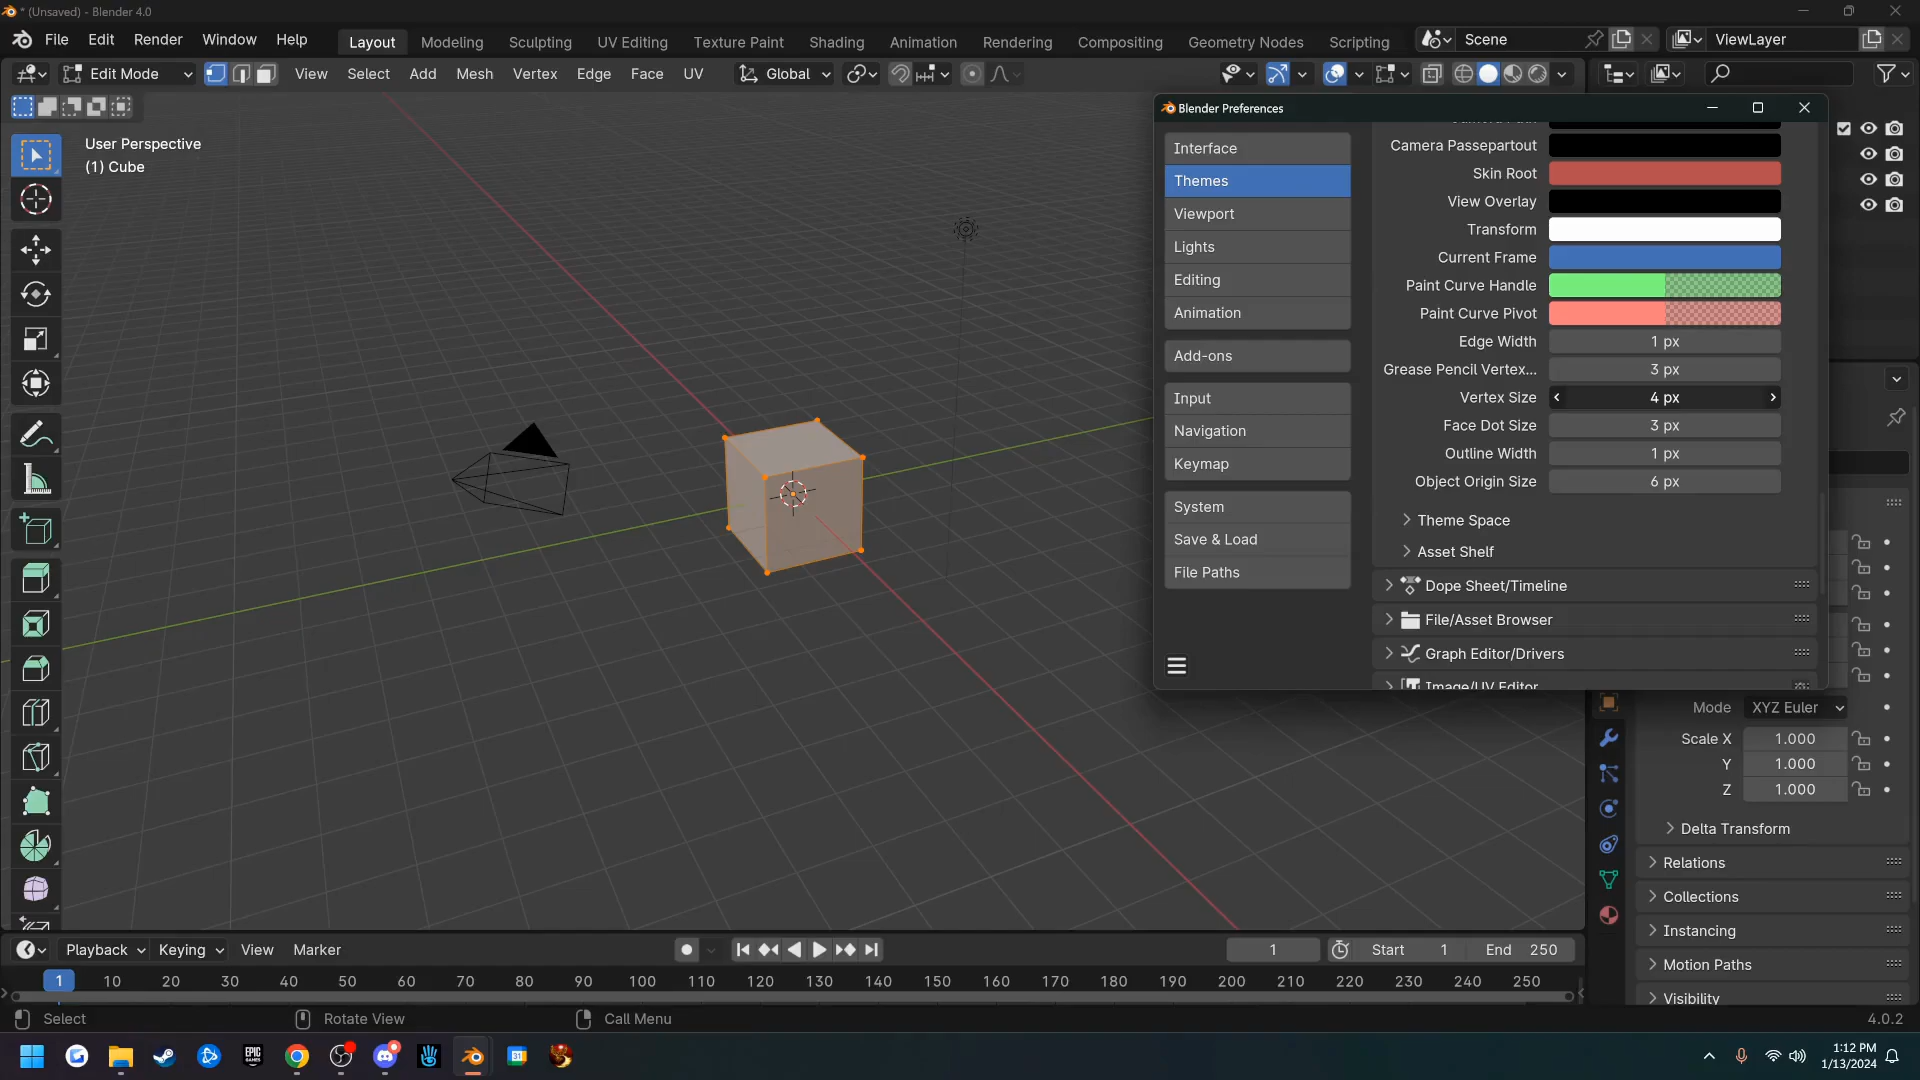 * (Unsaved) - Blender 4.0
File Edit Render Window Help Layout Modeling Sculpting UV Editing Texture Paint Shading Animation Rendering Compositing Geometry Nodes Scripting Scene ViewLayer
Edit Mode View Select Add Mesh Vertex Edge Face UV Global
User Perspective
(1) Cube
Blender Preferences
Interface
Themes
Viewport
Lights
Editing
Animation
Add-ons
Input
Navigation
Keymap
System
Save & Load
File Paths
Camera Passepartout
Skin Root
View Overlay
Transform
Current Frame
Paint Curve Handle
Paint Curve Pivot
Edge Width 1 px
Grease Pencil Vertex... 3 px
Vertex Size 4 px
Face Dot Size 3 px
Outline Width 1 px
Object Origin Size 6 px
Theme Space
Asset Shelf
Dope Sheet/Timeline
File/Asset Browser
Graph Editor/Drivers
Image/UV Editor
Mode XYZ Euler
Scale X 1.000
Y 1.000
Z 1.000
Delta Transform
Relations
Collections
Instancing
Motion Paths
Visibility
Playback Keying View Marker 1 Start 1 End 250
1 10 20 30 40 50 60 70 80 90 100 110 120 130 140 150 160 170 180 190 200 210 220 230 240 250
Select Rotate View Call Menu 4.0.2
EPIC GAMES
31
1:12 PM
1/13/2024